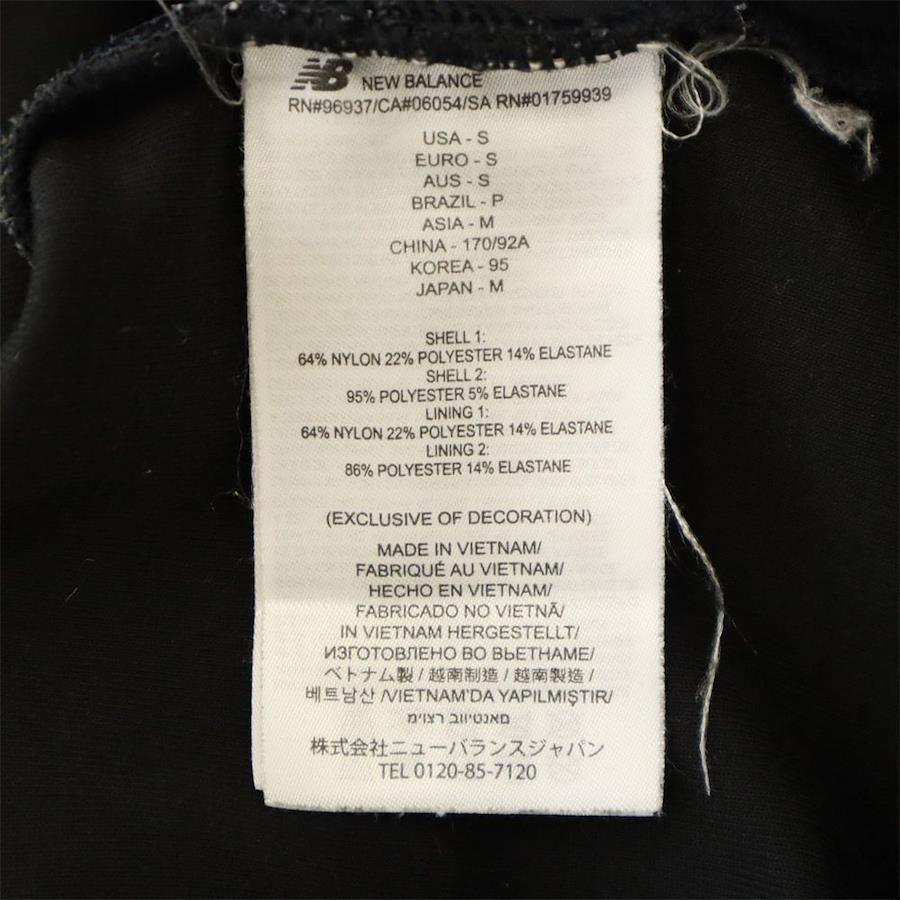 NB NEW BALANCE
RN#96937/CA#06054/SA RN#01759939
USA - S
EURO - S
AUS - S
BRAZIL - P
ASIA - M
CHINA - 170/92A
KOREA - 95
JAPAN - M
SHELL 1:
64% NYLON 22% POLYESTER 14% ELASTANE
SHELL 2:
95% POLYESTER 5% ELASTANE
LINING 1:
64% NYLON 22% POLYESTER 14% ELASTANE
LINING 2:
86% POLYESTER 14% ELASTANE
(EXCLUSIVE OF DECORATION)
MADE IN VIETNAM/
FABRIQUÉ AU VIETNAM/
HECHO EN VIETNAM/
FABRICADO NO VIETNÃ/
IN VIETNAM HERGESTELLT/
ИЗГОТОВЛЕНО ВО ВЬЕТНАМЕ/
ベトナム製 / 越南制造 / 越南製造 /
베트남산 /VIETNAM'DA YAPILMIŞTIR/
מיוצר בווייטנאם
株式会社ニューバランスジャパン
TEL 0120-85-7120